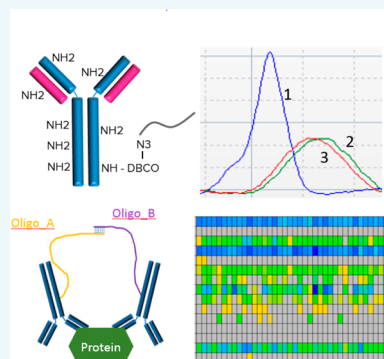 NH2
NH2
NH2
NH2
NH2
NH2
NH2
NH2
N3
NH - DBCO
1
2
3
Oligo_A
Oligo_B
Protein